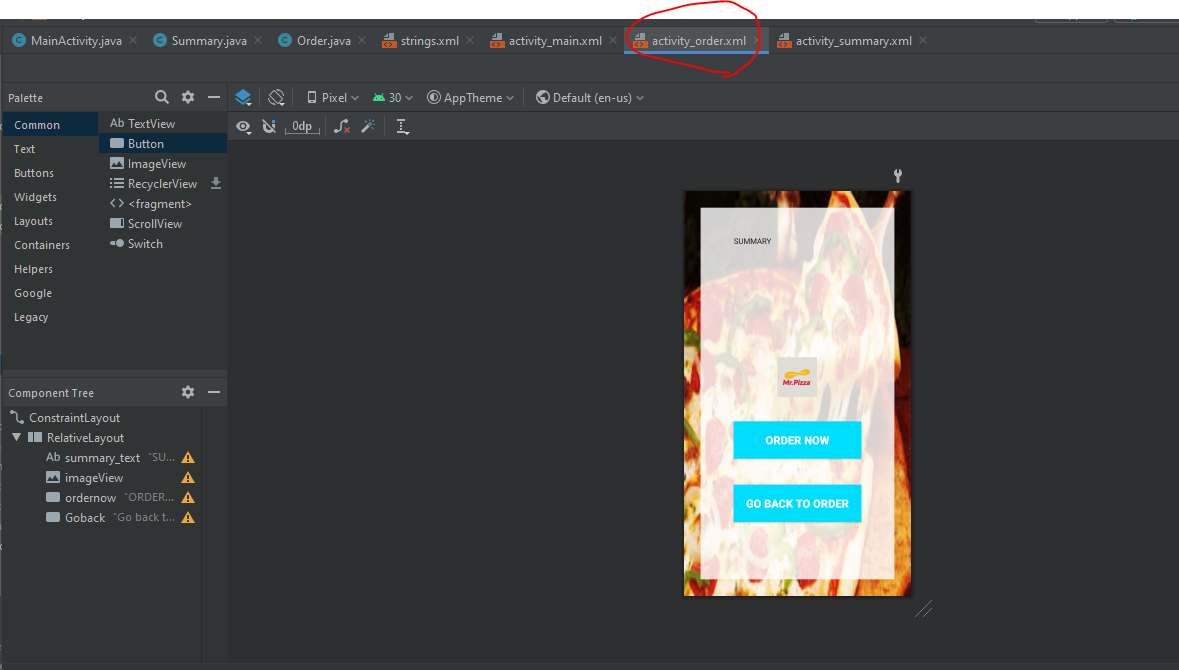 MainActivity.java Summary.java Order.java strings.xml activity_main.xml activity_order.xml activity_summary.xml
Palette
Pixel 30 AppTheme Default (en-us)
0dp
Common
Text
Buttons
Widgets
Layouts
Containers
Helpers
Google
Legacy
Ab TextView
Button
ImageView
RecyclerView
<fragment>
ScrollView
Switch
Component Tree
ConstraintLayout
RelativeLayout
Ab summary_text "SU...
imageView
ordernow "ORDER...
Goback "Go back t...
SUMMARY
Mr.Pizza
ORDER NOW
GO BACK TO ORDER